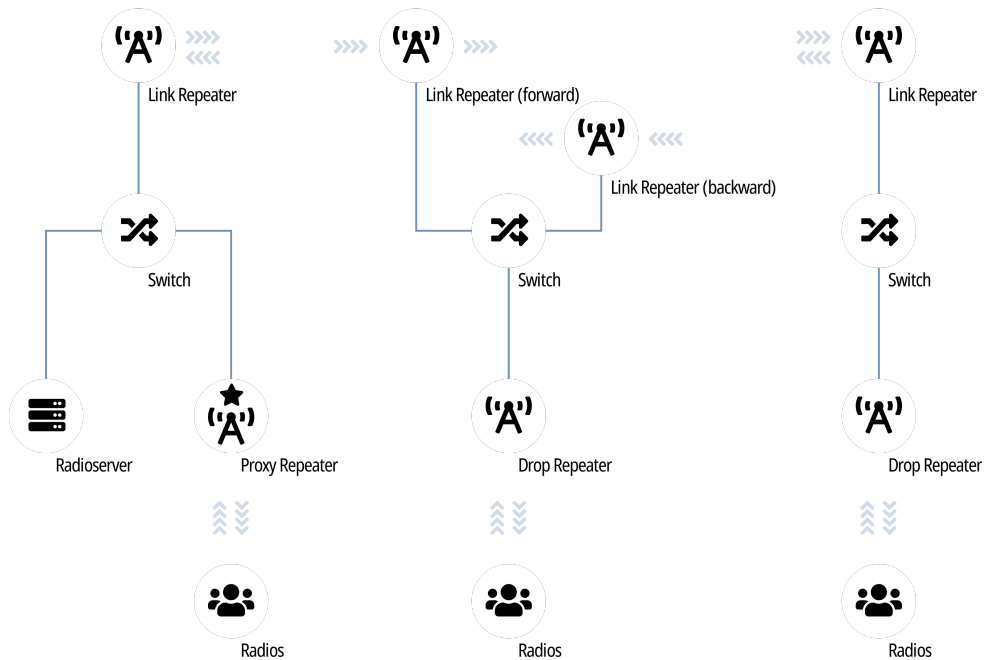 Link Repeater
Link Repeater (forward)
Link Repeater
Link Repeater (backward)
Switch
Switch
Switch
Radioserver
Proxy Repeater
Drop Repeater
Drop Repeater
Radios
Radios
Radios